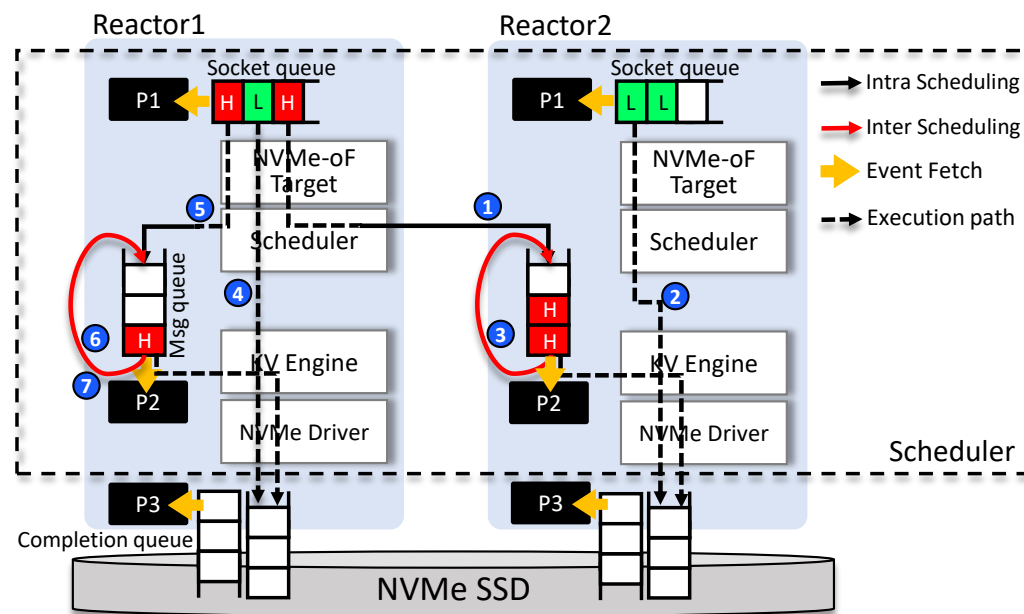 Reactor1
Reactor2
Socket queue
Socket queue
P1
H
L
H
P1
L
L
Intra Scheduling
Inter Scheduling
Event Fetch
Execution path
NVMe-oF
Target
NVMe-oF
Target
5
1
Scheduler
Scheduler
Msg queue
4
2
H
H
H
6
3
7
KV Engine
KV Engine
P2
P2
NVMe Driver
NVMe Driver
Scheduler
P3
P3
Completion queue
NVMe SSD